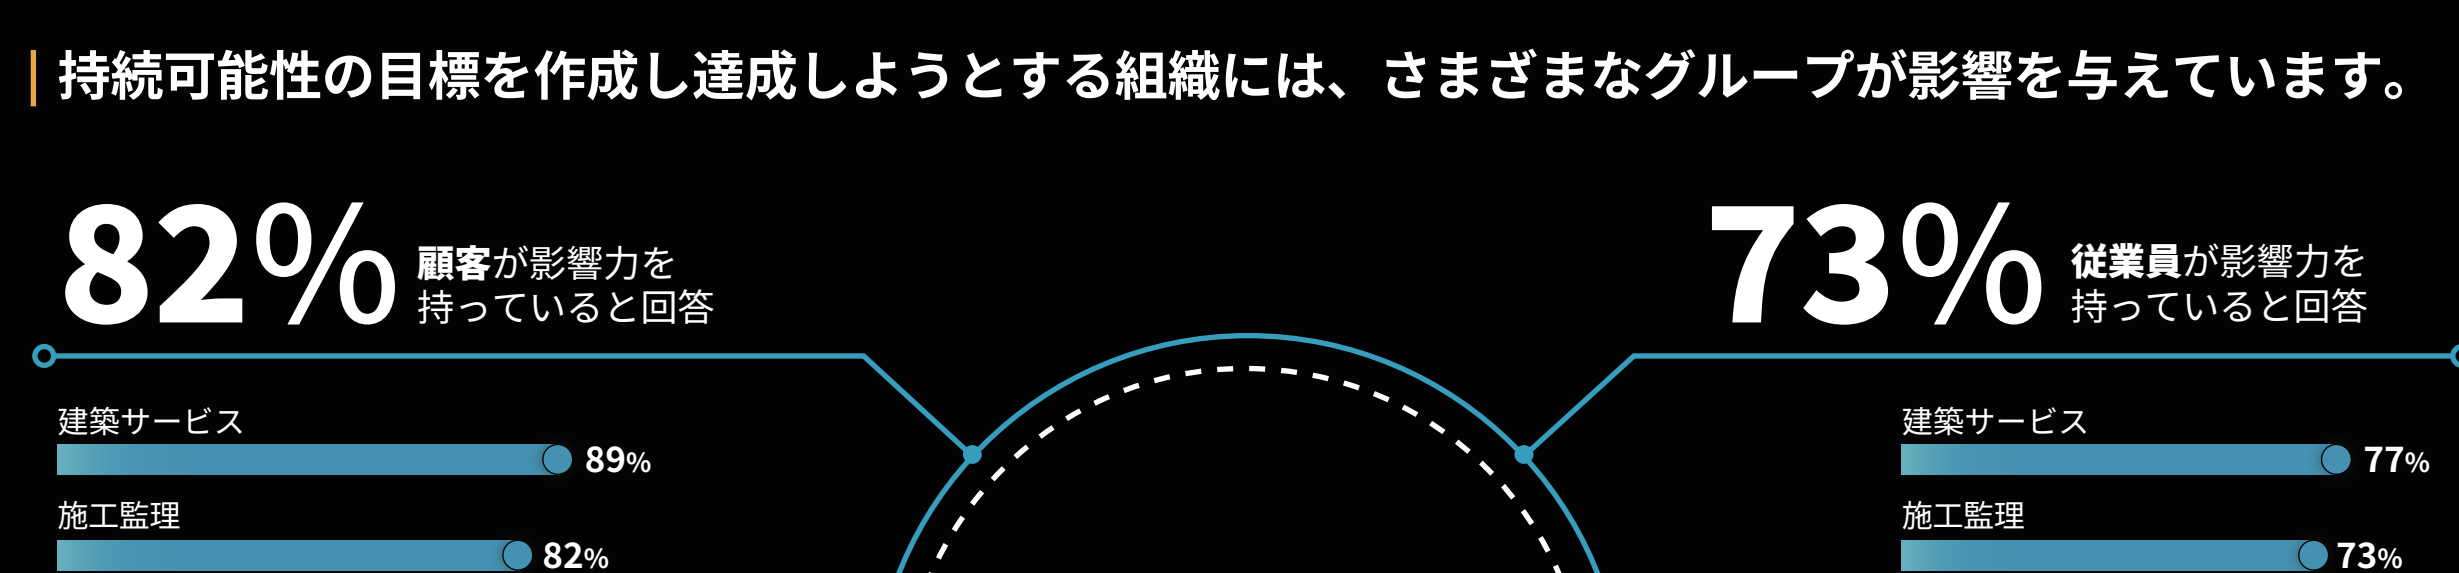 持続可能性の目標を作成し達成しようとする組織には、さまざまなグループが影響を与えています。
82%
顧客が影響力を
持っていると回答
73%
従業員が影響力を
持っていると回答
建築サービス
89%
施工監理
82%
建築サービス
77%
施工監理
73%